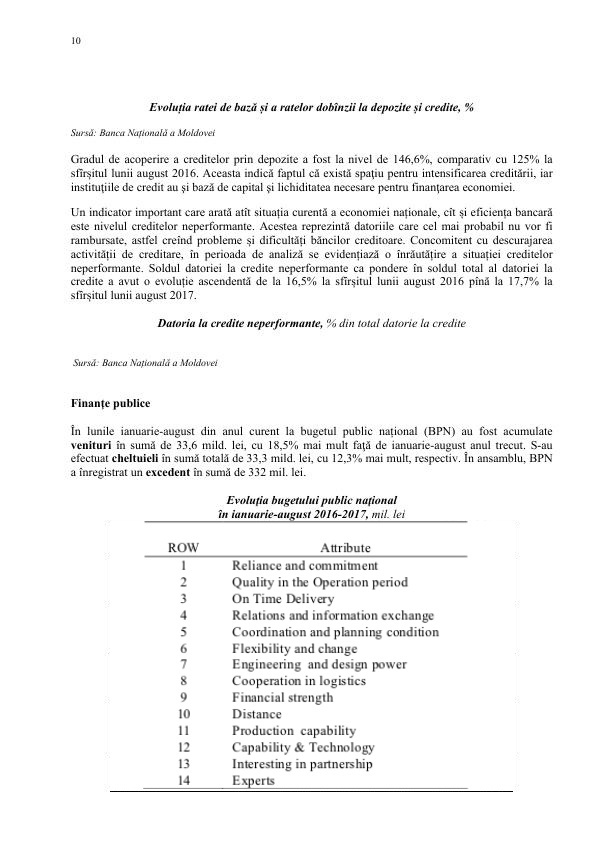 10
Evoluția ratei de bază și a ratelor dobînzii la depozite și credite, %
Sursă: Banca Națională a Moldovei
Gradul de acoperire a creditelor prin depozite a fost la nivel de 146,6%, comparativ cu 125% la
sfîrșitul lunii august 2016. Aceasta indică faptul că există spațiu pentru intensificarea creditării, iar
instituțiile de credit au și bază de capital și lichiditatea necesare pentru finanțarea economiei.
Un indicator important care arată atît situația curentă a economiei naționale, cît și eficiența bancară
este nivelul creditelor neperformante. Acestea reprezintă datoriile care cel mai probabil nu vor fi
rambursate, astfel creînd probleme și dificultăți băncilor creditoare. Concomitent cu descurajarea
activității de creditare, în perioada de analiză se evidențiază o înrăutățire a situației creditelor
neperformante. Soldul datoriei la credite neperformante ca pondere în soldul total al datoriei la
credite a avut o evoluție ascendentă de la 16,5% la sfîrșitul lunii august 2016 pînă la 17,7% la
sfîrșitul lunii august 2017.
Datoria la credite neperformante, % din total datorie la credite
Sursă: Banca Națională a Moldovei
Finanțe publice
În lunile ianuarie-august din anul curent la bugetul public național (BPN) au fost acumulate
venituri în sumă de 33,6 mild. lei, cu 18,5% mai mult față de ianuarie-august anul trecut. S-au
efectuat cheltuieli în sumă totală de 33,3 mild. lei, cu 12,3% mai mult, respectiv. În ansamblu, BPN
a înregistrat un excedent în sumă de 332 mil. lei.
Evoluția bugetului public național
în ianuarie-august 2016-2017, mil. lei
ROW Attribute
1 Reliance and commitment
2 Quality in the Operation period
3 On Time Delivery
4 Relations and information exchange
5 Coordination and planning condition
6 Flexibility and change
7 Engineering and design power
8 Cooperation in logistics
9 Financial strength
10 Distance
11 Production capability
12 Capability & Technology
13 Interesting in partnership
14 Experts